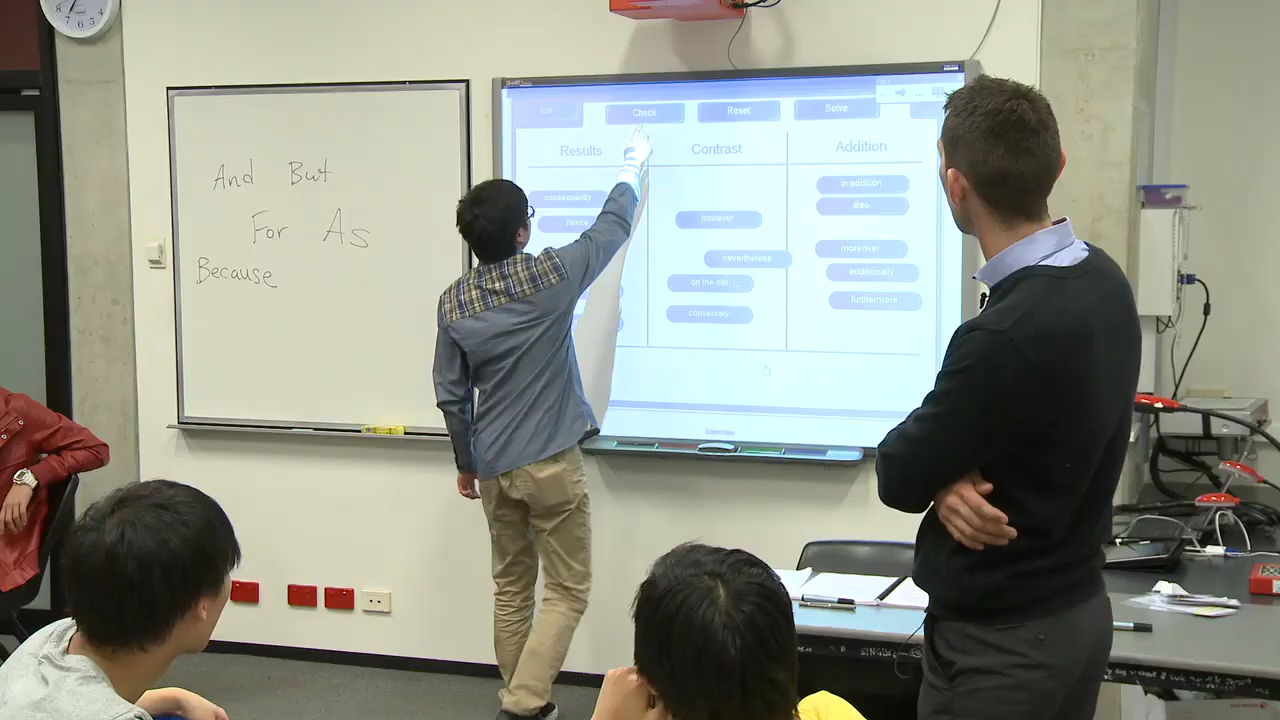 And But
For As
Because
Edit
Check
Reset
Solve
Results
Contrast
Addition
consequently
hence
however
nevertheless
on the con ...
conversely
in addition
also
moreover
additionally
furthermore